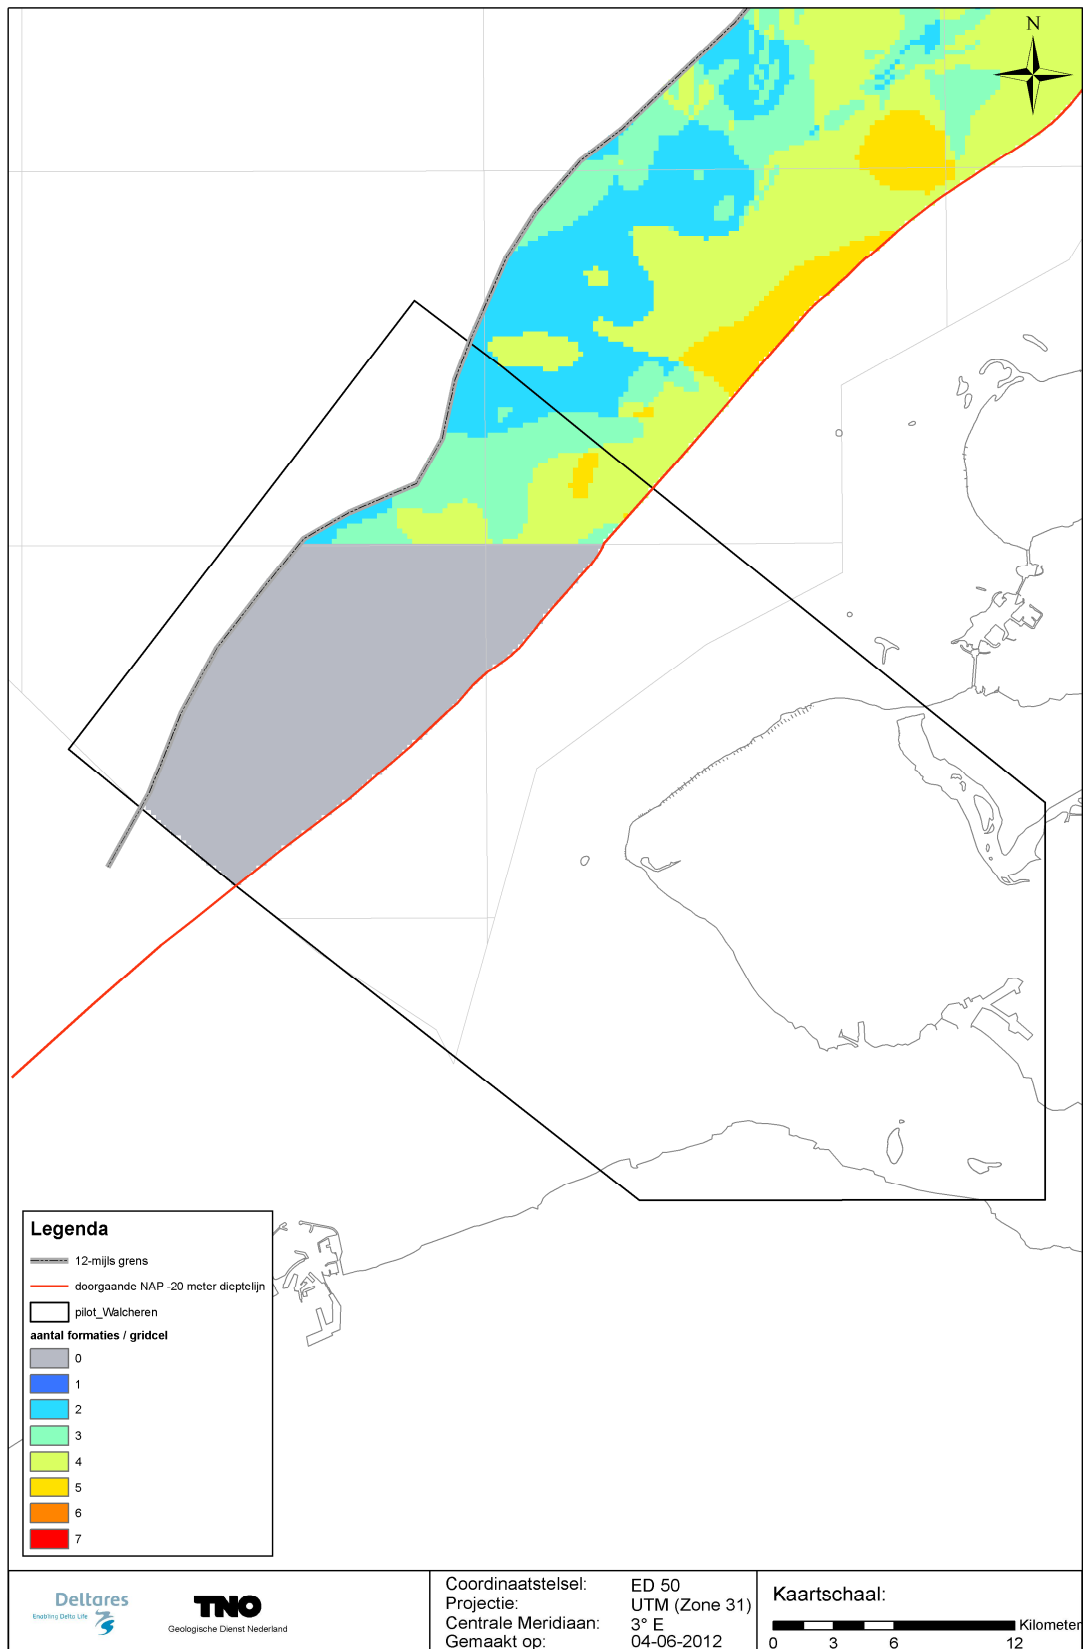 N
Legenda
12-mijls grens
doorgaande NAP -20 meter dieptelijn
pilot_Walcheren
aantal formaties / gridcel
0
1
2
3
4
5
6
7
Deltares
Enabling Delta Life
TNO
Geologische Dienst Nederland
Coordinaatstelsel: ED 50
Projectie: UTM (Zone 31)
Centrale Meridiaan: 3° E
Gemaakt op: 04-06-2012
Kaartschaal:
Kilometer
0 3 6 12